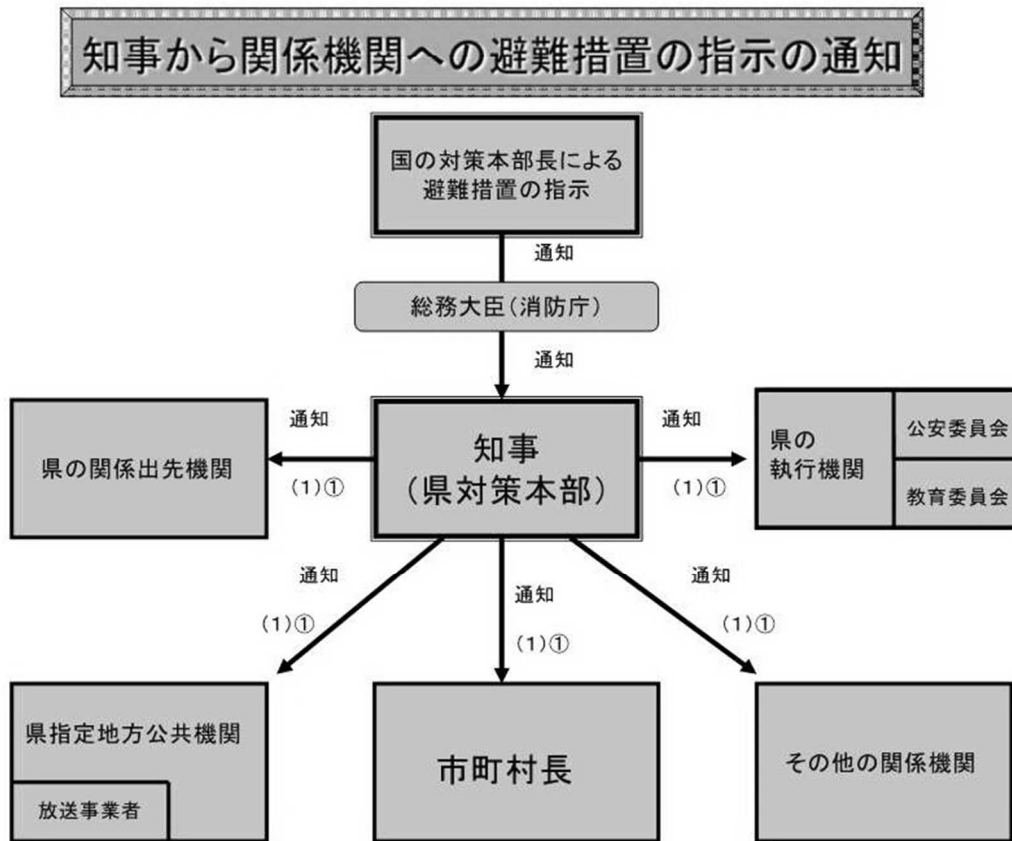 知事から関係機関への避難措置の指示の通知
国の対策本部長による
避難措置の指示
通知
総務大臣(消防庁)
通知
県の関係出先機関
通知
(1)①
知事
(県対策本部)
通知
(1)①
県の
執行機関
公安委員会
教育委員会
通知
(1)①
通知
(1)①
通知
(1)①
県指定地方公共機関
放送事業者
市町村長
その他の関係機関